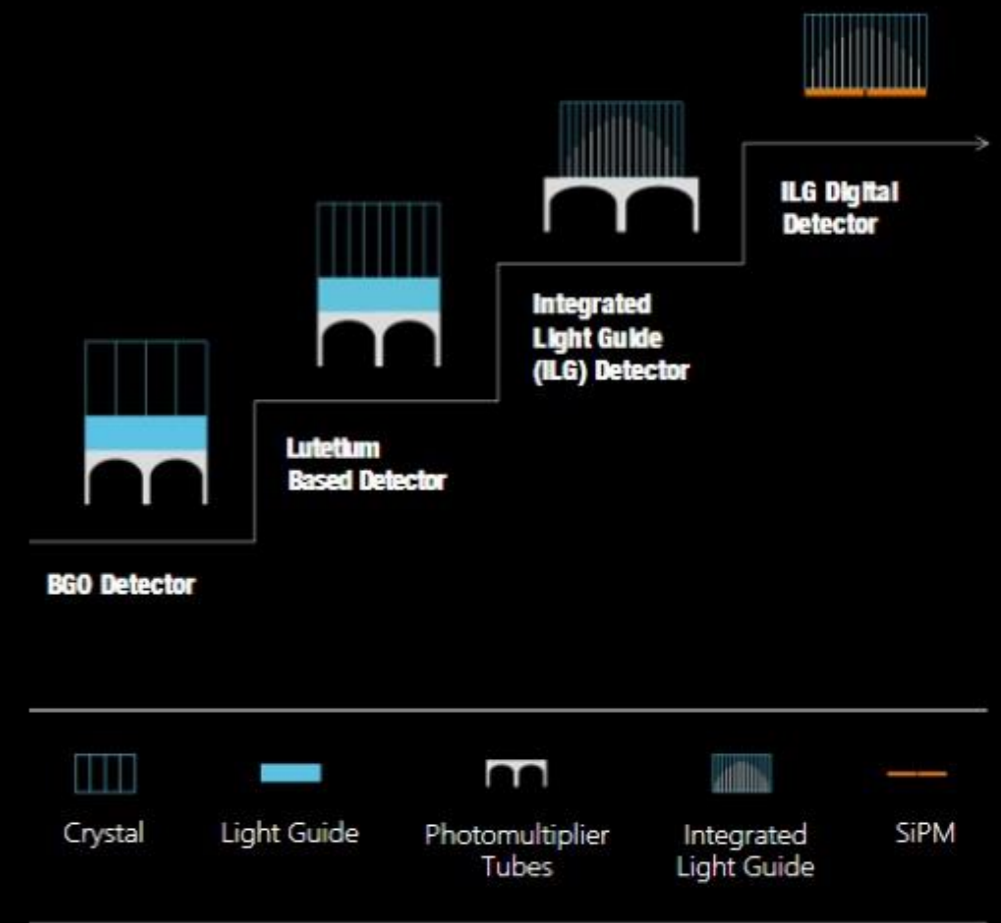 ILG Digital
Detector
Integrated
Light Guide
(ILG) Detector
Lutetium
Based Detector
BGO Detector
Crystal
Light Guide
Photomultiplier
Tubes
Integrated
Light Guide
SiPM